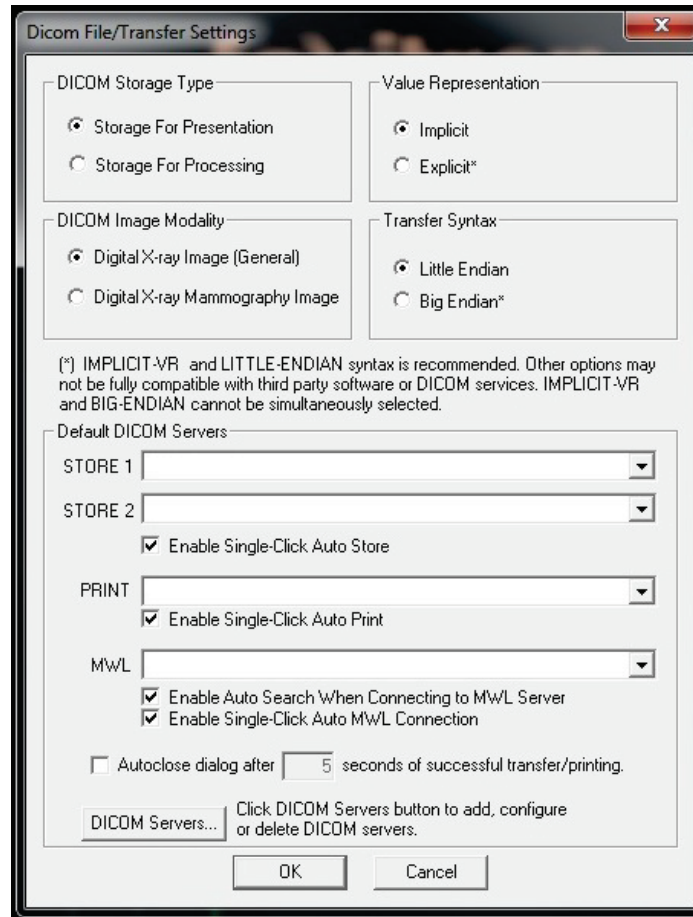 Dicom File/Transfer Settings
DICOM Storage Type
Storage For Presentation
Storage For Processing
Value Representation
Implicit
Explicit*
DICOM Image Modality
Digital X-ray Image (General)
Digital X-ray Mammography Image
Transfer Syntax
Little Endian
Big Endian*
(*) IMPLICIT-VR and LITTLE-ENDIAN syntax is recommended. Other options may
not be fully compatible with third party software or DICOM services. IMPLICIT-VR
and BIG-ENDIAN cannot be simultaneously selected.
Default DICOM Servers
STORE 1
STORE 2
Enable Single-Click Auto Store
PRINT
Enable Single-Click Auto Print
MWL
Enable Auto Search When Connecting to MWL Server
Enable Single-Click Auto MWL Connection
Autoclose dialog after 5 seconds of successful transfer/printing.
DICOM Servers...
Click DICOM Servers button to add, configure
or delete DICOM servers.
OK
Cancel